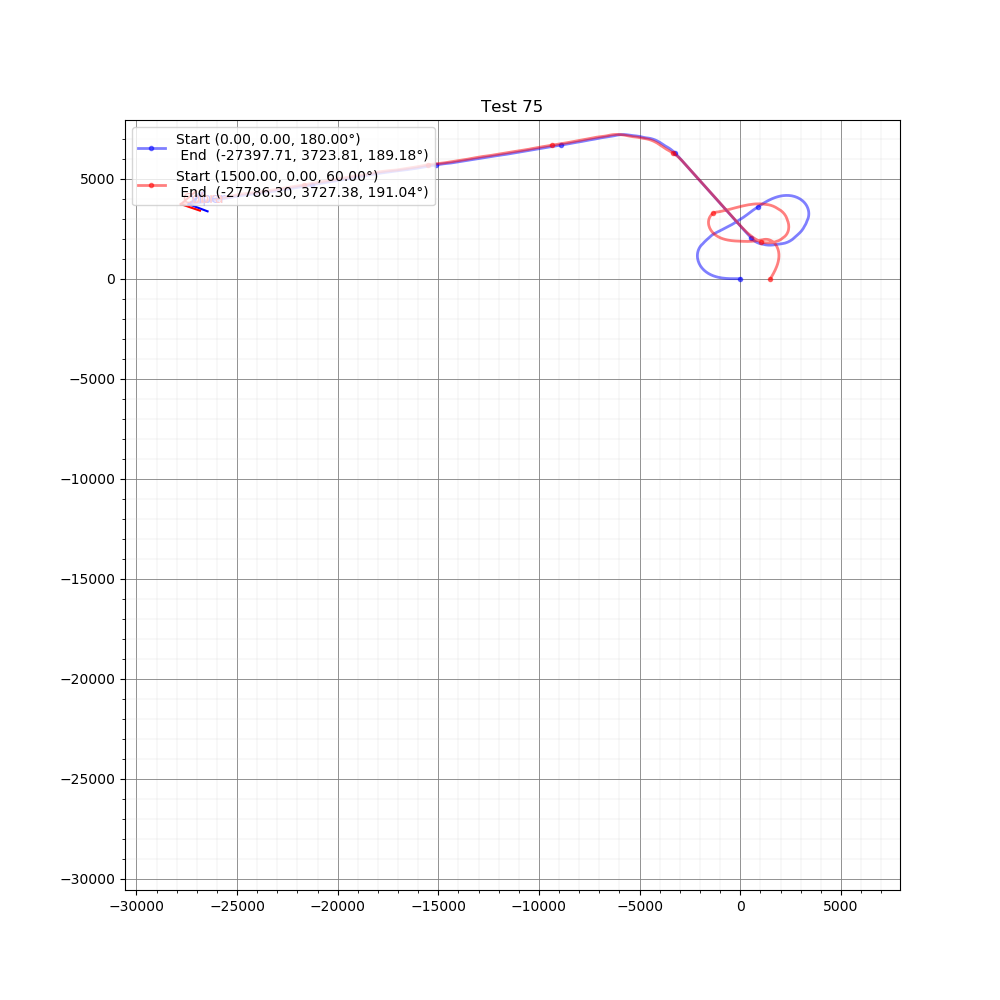 Test 75
Start (0.00, 0.00, 180.00°)
End  (-27397.71, 3723.81, 189.18°)
Start (1500.00, 0.00, 60.00°)
End  (-27786.30, 3727.38, 191.04°)
5000
0
−5000
−10000
−15000
−20000
−25000
−30000
−30000 −25000 −20000 −15000 −10000 −5000 0 5000